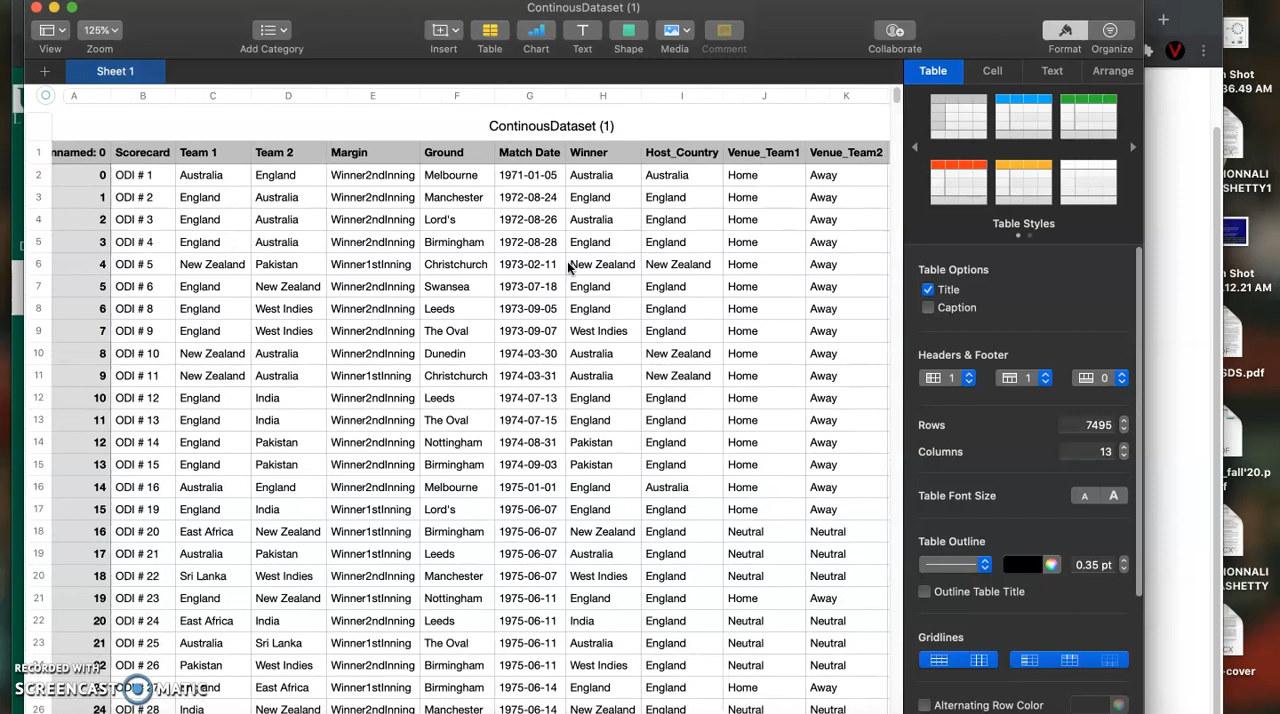 ContinousDataset (1)
View 125% Zoom Add Category Insert Table Chart Text Shape Media Comment Collaborate Format Organize
+ Sheet 1 Table Cell Text Arrange
A B C D E F G H I J K
ContinousDataset (1)
1 nnamed: 0 Scorecard Team 1 Team 2 Margin Ground Match Date Winner Host_Country Venue_Team1 Venue_Team2
2 0 ODI # 1 Australia England Winner2ndInning Melbourne 1971-01-05 Australia Australia Home Away
3 1 ODI # 2 England Australia Winner2ndInning Manchester 1972-08-24 England England Home Away
4 2 ODI # 3 England Australia Winner2ndInning Lord's 1972-08-26 Australia England Home Away
5 3 ODI # 4 England Australia Winner2ndInning Birmingham 1972-08-28 England England Home Away
6 4 ODI # 5 New Zealand Pakistan Winner1stInning Christchurch 1973-02-11 New Zealand New Zealand Home Away
7 5 ODI # 6 England New Zealand Winner2ndInning Swansea 1973-07-18 England England Home Away
8 6 ODI # 8 England West Indies Winner2ndInning Leeds 1973-09-05 England England Home Away
9 7 ODI # 9 England West Indies Winner2ndInning The Oval 1973-09-07 West Indies England Home Away
10 8 ODI # 10 New Zealand Australia Winner2ndInning Dunedin 1974-03-30 Australia New Zealand Home Away
11 9 ODI # 11 New Zealand Australia Winner1stInning Christchurch 1974-03-31 Australia New Zealand Home Away
12 10 ODI # 12 England India Winner2ndInning Leeds 1974-07-13 England England Home Away
13 11 ODI # 13 England India Winner2ndInning The Oval 1974-07-15 England England Home Away
14 12 ODI # 14 England Pakistan Winner2ndInning Nottingham 1974-08-31 Pakistan England Home Away
15 13 ODI # 15 England Pakistan Winner2ndInning Birmingham 1974-09-03 Pakistan England Home Away
16 14 ODI # 16 Australia England Winner2ndInning Melbourne 1975-01-01 England Australia Home Away
17 15 ODI # 19 England India Winner1stInning Lord's 1975-06-07 England England Home Away
18 16 ODI # 20 East Africa New Zealand Winner1stInning Birmingham 1975-06-07 New Zealand England Neutral Neutral
19 17 ODI # 21 Australia Pakistan Winner1stInning Leeds 1975-06-07 Australia England Neutral Neutral
20 18 ODI # 22 Sri Lanka West Indies Winner2ndInning Manchester 1975-06-07 West Indies England Neutral Neutral
21 19 ODI # 23 England New Zealand Winner1stInning Nottingham 1975-06-11 England England Home Away
22 20 ODI # 24 East Africa India Winner2ndInning Leeds 1975-06-11 India England Neutral Neutral
23 21 ODI # 25 Australia Sri Lanka Winner1stInning The Oval 1975-06-11 Australia England Neutral Neutral
ODI # 26 Pakistan West Indies Winner2ndInning Birmingham 1975-06-11 West Indies England Neutral Neutral
England East Africa Winner1stInning Birmingham 1975-06-14 England England Home Away
26 24 ODI # 28 India New Zealand Winner2ndInning Manchester 1975-06-14 New Zealand England Neutral Neutral
Table Styles
Table Options
Title
Caption
Headers & Footer
1 1 0
Rows 7495
Columns 13
Table Font Size A A
Table Outline
0.35 pt
Outline Table Title
Gridlines
Alternating Row Color
RECORDED WITH
SCREENCAST MATIC
V
Shot
36.49 AM
IONNALI
SHETTY1
Shot
12.21 AM
SDS.pdf
_fall'20.p
f
IONNALI
SHETTY
-cover